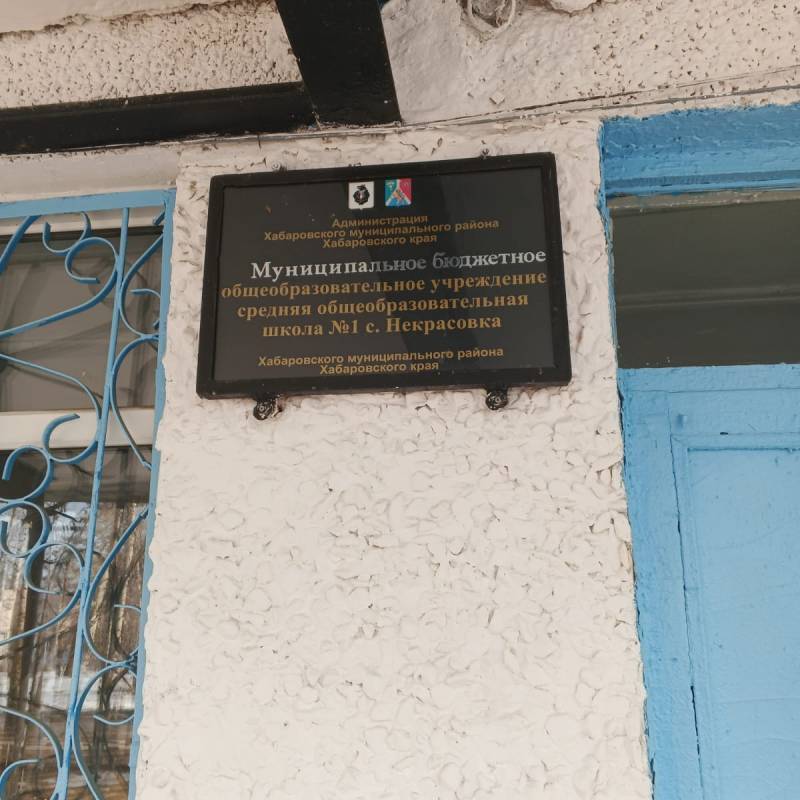 Администрация
Хабаровского муниципального района
Хабаровского края
Муниципальное бюджетное
общеобразовательное учреждение
средняя общеобразовательная
школа №1 с. Некрасовка
Хабаровского муниципального района
Хабаровского края